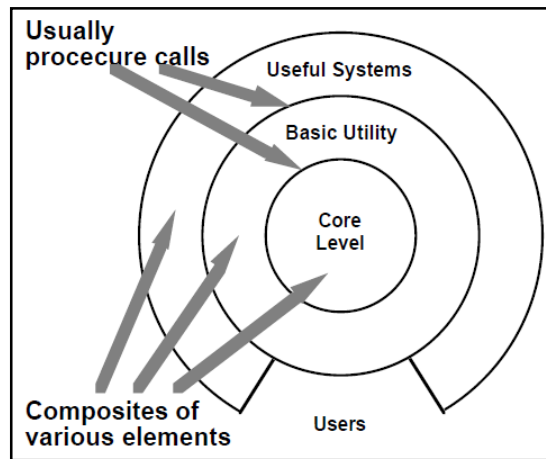 Usually
procecure calls
Useful Systems
Basic Utility
Core
Level
Composites of
various elements
Users